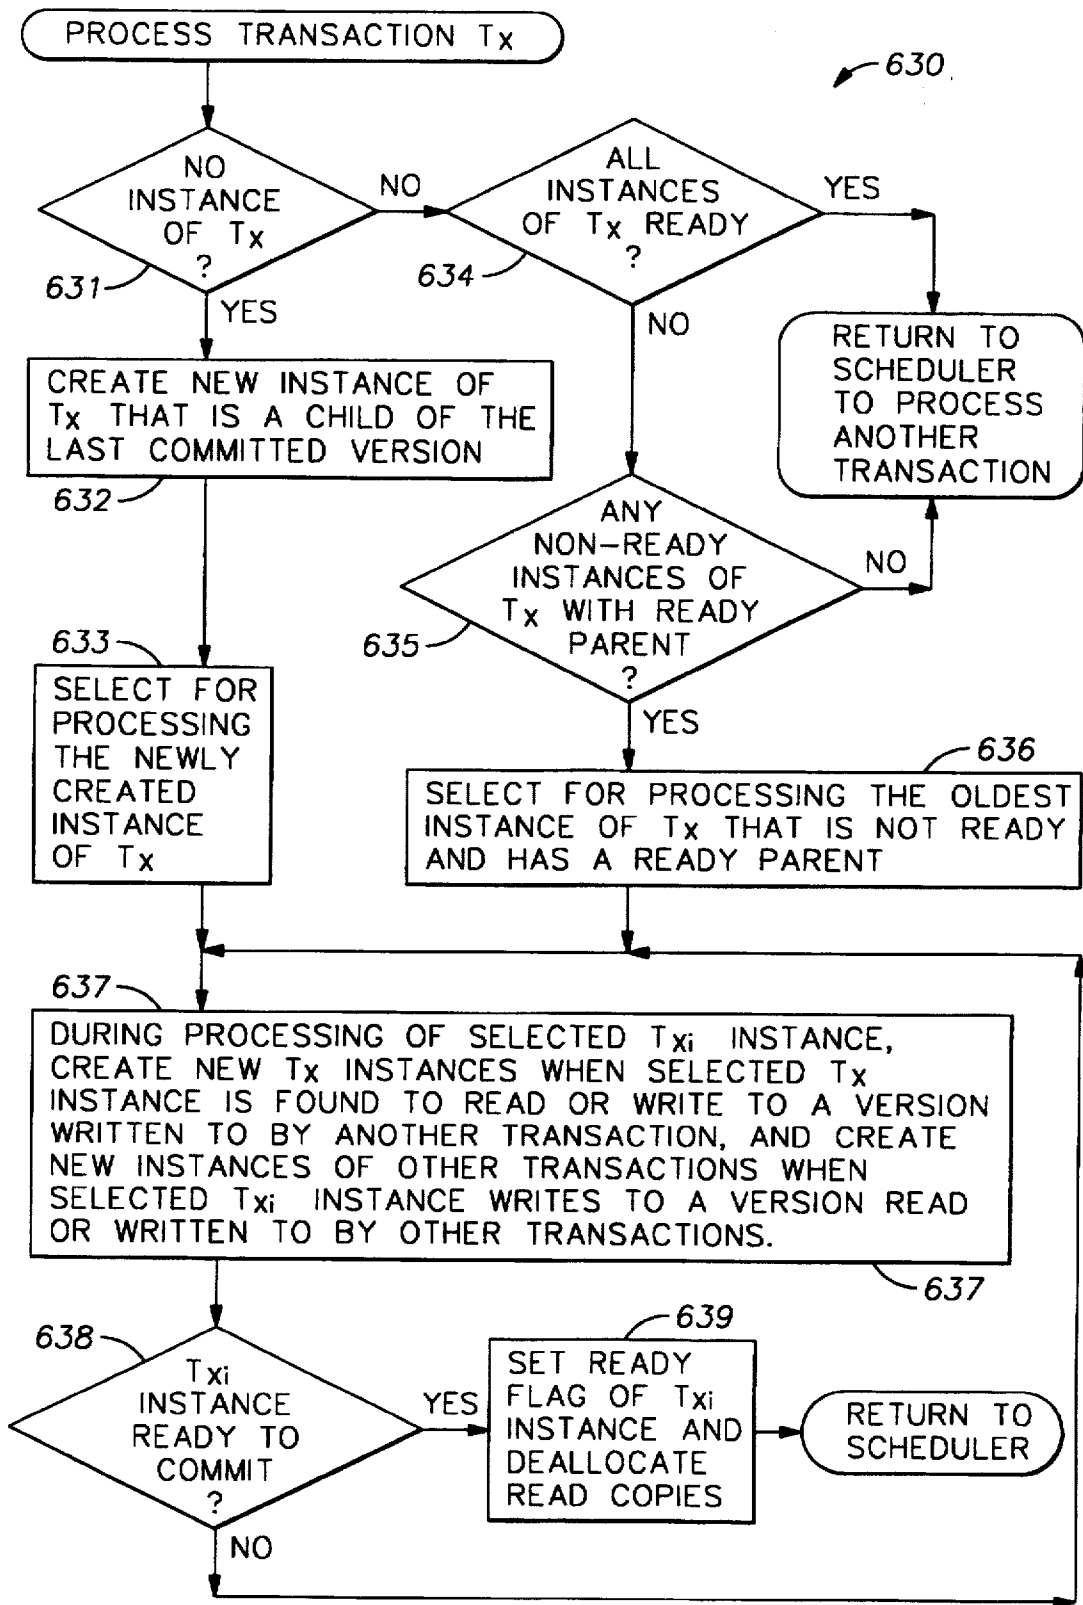 PROCESS TRANSACTION Tx
630
NO
INSTANCE
OF Tx
?
631
NO
YES
ALL
INSTANCES
OF Tx READY
?
634
YES
NO
CREATE NEW INSTANCE OF
Tx THAT IS A CHILD OF THE
LAST COMMITTED VERSION
632
RETURN TO
SCHEDULER
TO PROCESS
ANOTHER
TRANSACTION
ANY
NON-READY
INSTANCES OF
Tx WITH READY
PARENT
?
635
NO
YES
633
SELECT FOR
PROCESSING
THE NEWLY
CREATED
INSTANCE
OF Tx
636
SELECT FOR PROCESSING THE OLDEST
INSTANCE OF Tx THAT IS NOT READY
AND HAS A READY PARENT
637
DURING PROCESSING OF SELECTED Txi INSTANCE,
CREATE NEW Tx INSTANCES WHEN SELECTED Tx
INSTANCE IS FOUND TO READ OR WRITE TO A VERSION
WRITTEN TO BY ANOTHER TRANSACTION, AND CREATE
NEW INSTANCES OF OTHER TRANSACTIONS WHEN
SELECTED Txi INSTANCE WRITES TO A VERSION READ
OR WRITTEN TO BY OTHER TRANSACTIONS.
637
638
Txi
INSTANCE
READY TO
COMMIT
?
YES
NO
639
SET READY
FLAG OF Txi
INSTANCE AND
DEALLOCATE
READ COPIES
RETURN TO
SCHEDULER